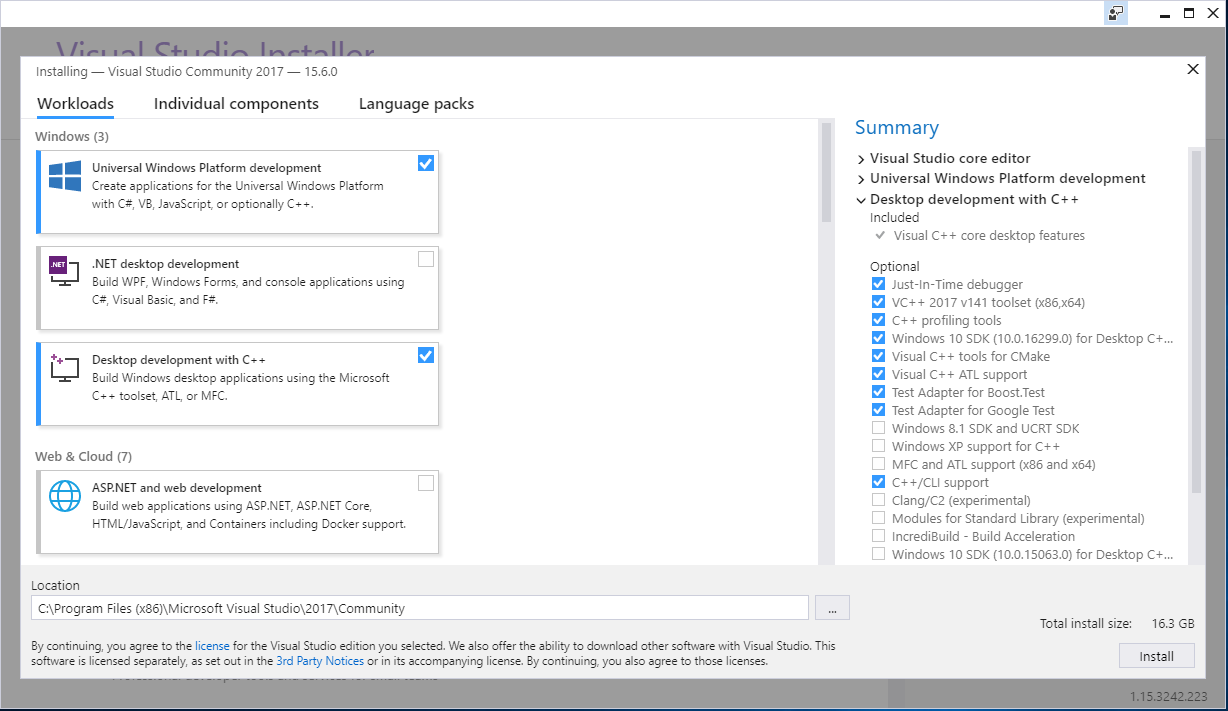 Visual Studio Installer
Installing — Visual Studio Community 2017 — 15.6.0
Workloads Individual components Language packs
Windows (3)
Universal Windows Platform development
Create applications for the Universal Windows Platform
with C#, VB, JavaScript, or optionally C++.
.NET
.NET desktop development
Build WPF, Windows Forms, and console applications using
C#, Visual Basic, and F#.
Desktop development with C++
Build Windows desktop applications using the Microsoft
C++ toolset, ATL, or MFC.
Web & Cloud (7)
ASP.NET and web development
Build web applications using ASP.NET, ASP.NET Core,
HTML/JavaScript, and Containers including Docker support.
Summary
Visual Studio core editor
Universal Windows Platform development
Desktop development with C++
Included
Visual C++ core desktop features
Optional
Just-In-Time debugger
VC++ 2017 v141 toolset (x86,x64)
C++ profiling tools
Windows 10 SDK (10.0.16299.0) for Desktop C+...
Visual C++ tools for CMake
Visual C++ ATL support
Test Adapter for Boost.Test
Test Adapter for Google Test
Windows 8.1 SDK and UCRT SDK
Windows XP support for C++
MFC and ATL support (x86 and x64)
C++/CLI support
Clang/C2 (experimental)
Modules for Standard Library (experimental)
IncrediBuild - Build Acceleration
Windows 10 SDK (10.0.15063.0) for Desktop C+...
Location
C:\Program Files (x86)\Microsoft Visual Studio\2017\Community
...
Total install size: 16.3 GB
By continuing, you agree to the license for the Visual Studio edition you selected. We also offer the ability to download other software with Visual Studio. This
software is licensed separately, as set out in the 3rd Party Notices or in its accompanying license. By continuing, you also agree to those licenses.
Install
Professional developer tools and services for small teams
1.15.3242.223